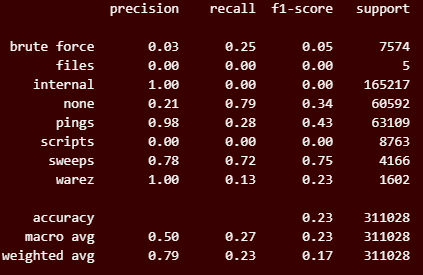 precision recall f1-score support
brute force 0.03 0.25 0.05 7574
files 0.00 0.00 0.00 5
internal 1.00 0.00 0.00 165217
none 0.21 0.79 0.34 60592
pings 0.98 0.28 0.43 63109
scripts 0.00 0.00 0.00 8763
sweeps 0.78 0.72 0.75 4166
warez 1.00 0.13 0.23 1602
accuracy 0.23 311028
macro avg 0.50 0.27 0.23 311028
weighted avg 0.79 0.23 0.17 311028